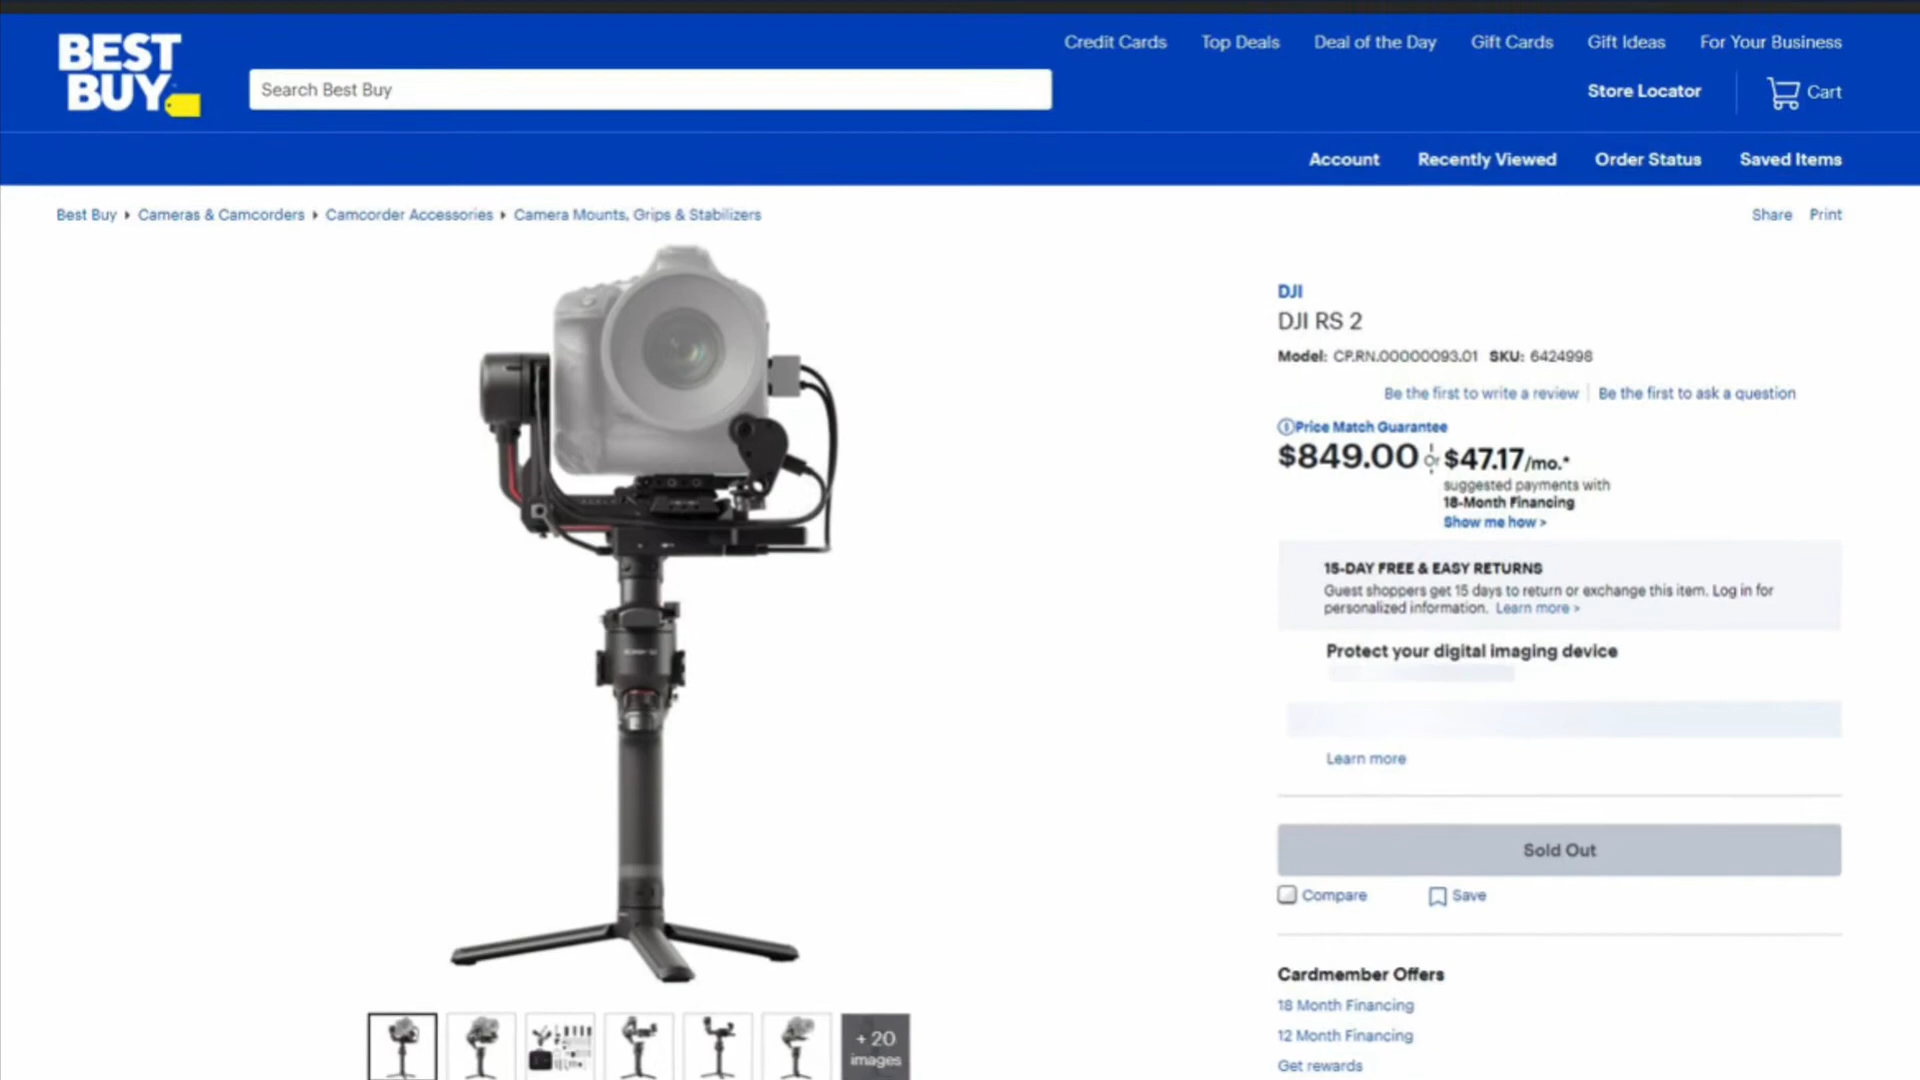 BEST
BUY
Search Best Buy
Credit Cards
Top Deals
Deal of the Day
Gift Cards
Gift Ideas
For Your Business
Store Locator
Cart
Account
Recently Viewed
Order Status
Saved Items
Best Buy
Cameras & Camcorders
Camcorder Accessories
Camera Mounts, Grips & Stabilizers
Share
Print
DJI
DJI RS 2
Model: CP.RN.00000093.01 SKU: 6424998
Be the first to write a review
Be the first to ask a question
Price Match Guarantee
$849.00 or $47.17/mo.*
suggested payments with
18-Month Financing
Show me how >
15-DAY FREE & EASY RETURNS
Guest shoppers get 15 days to return or exchange this item. Log in for
personalized information. Learn more >
Protect your digital imaging device
Learn more
Sold Out
Compare
Save
Cardmember Offers
18 Month Financing
12 Month Financing
Get rewards
+ 20
images